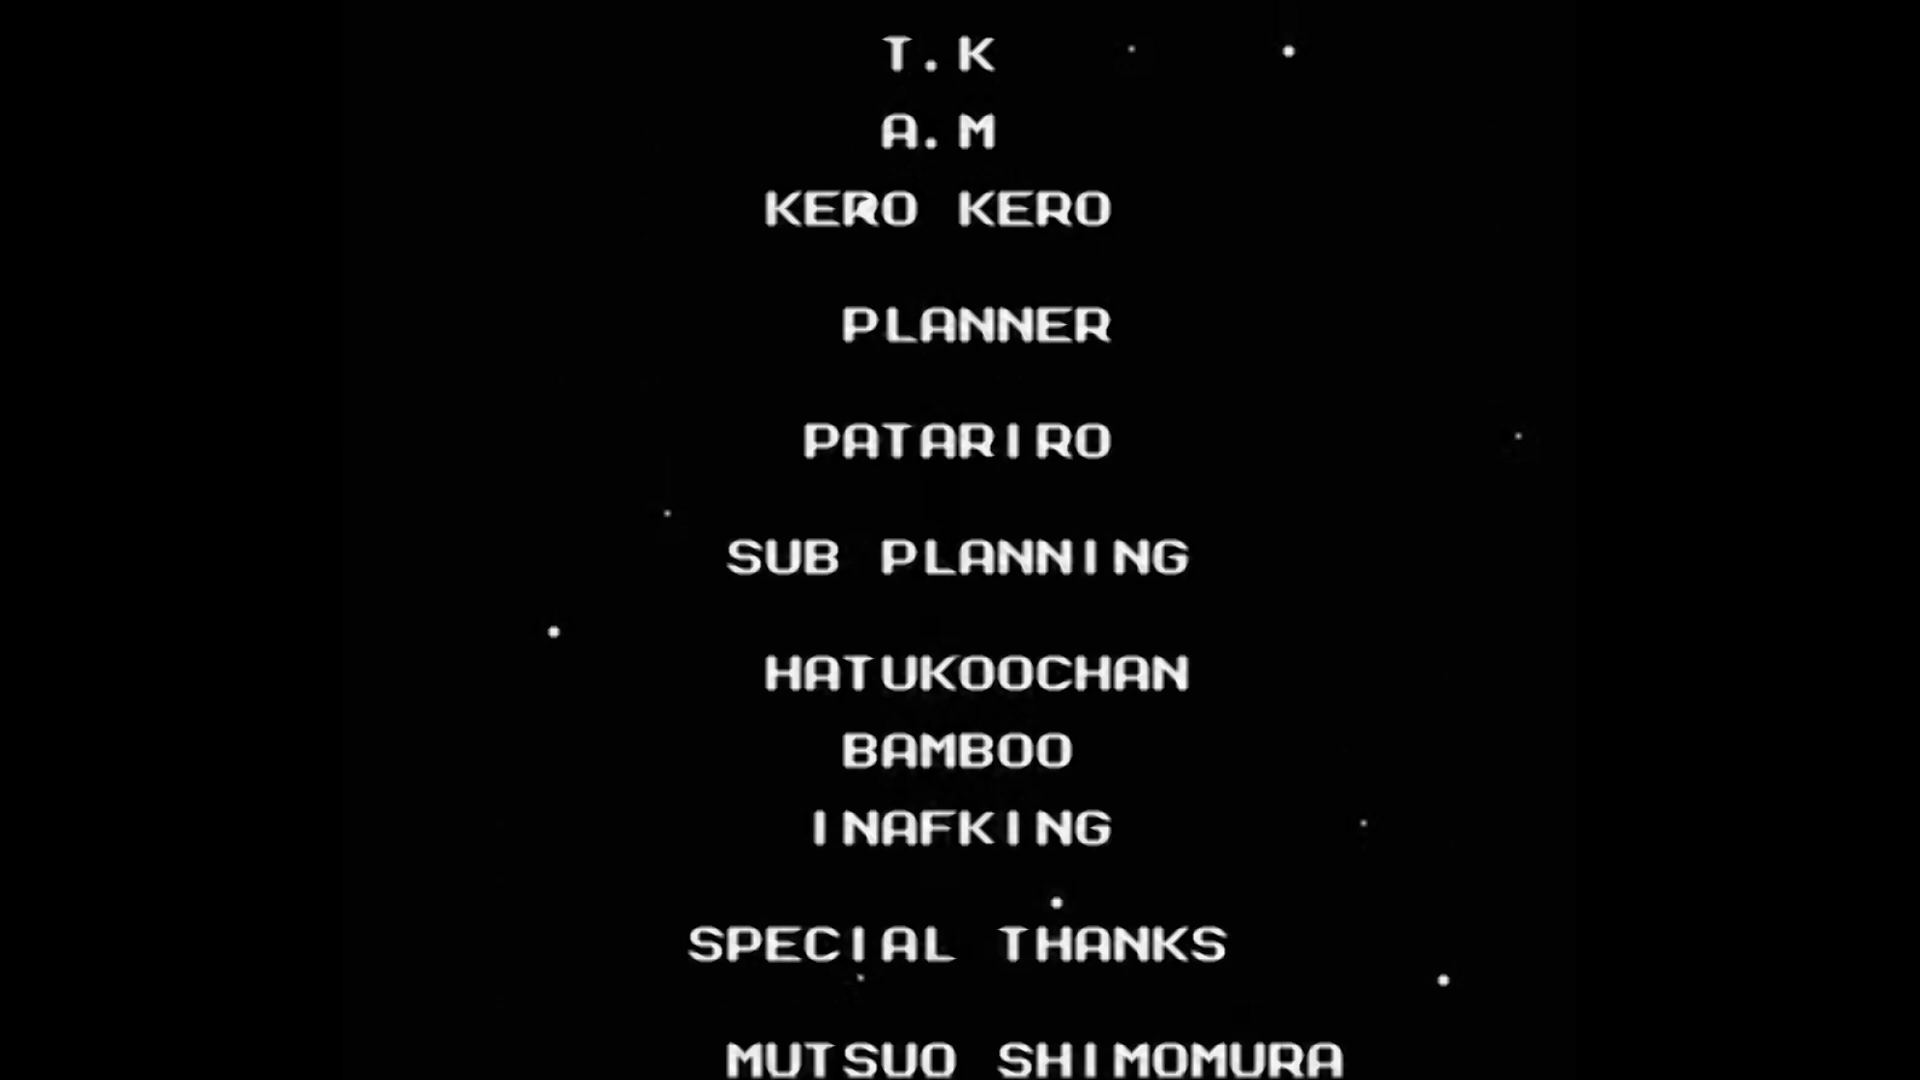 T.K
A.M
KERO KERO
PLANNER
PATARIRO
SUB PLANNING
HATUKOOCHAN
BAMBOO
INAFKING
SPECIAL THANKS
MUTSUO SHIMOMURA